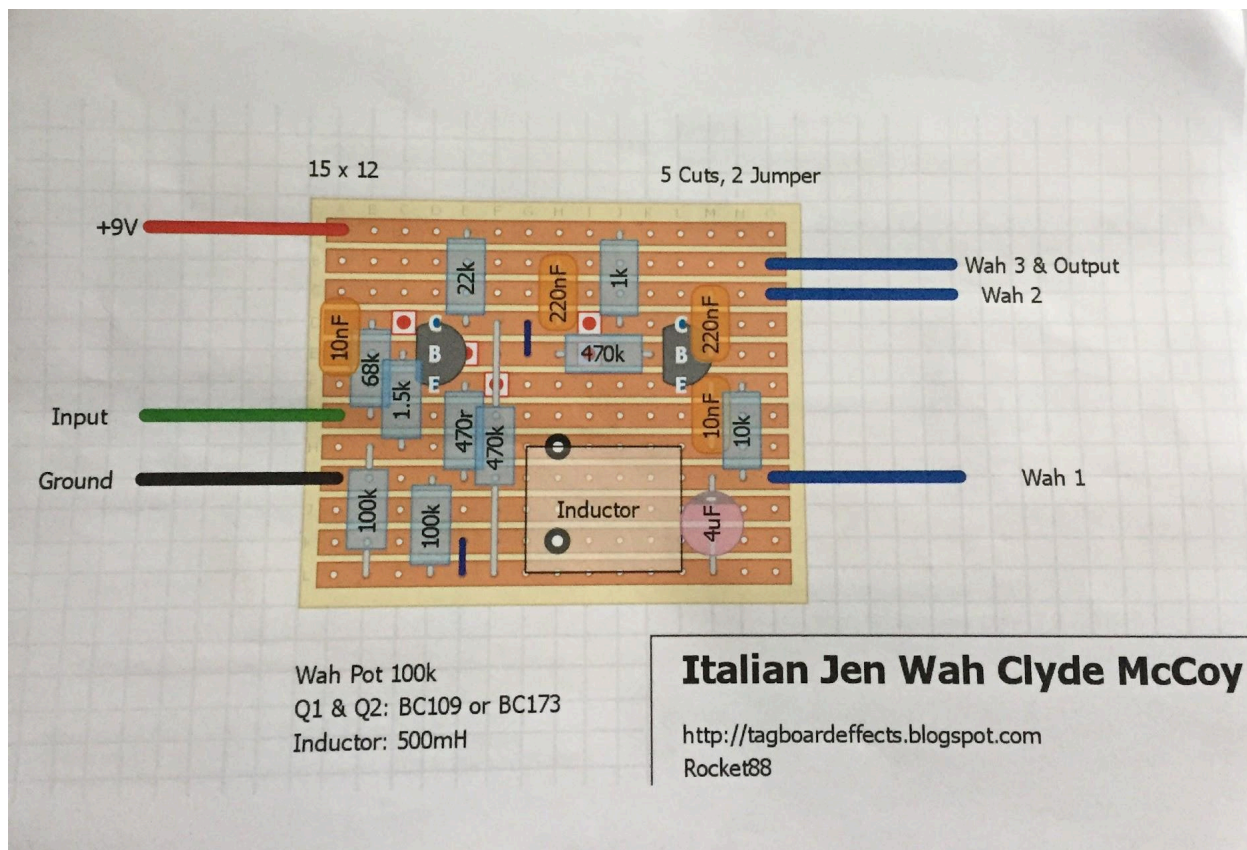 15 x 12
5 Cuts, 2 Jumper
+9V
Wah 3 & Output
Wah 2
22k
220nF
1k
10nF
68k
C
B
E
1.5k
470k
C
B
E
220nF
Input
470r
470k
10nF
10k
Ground
Wah 1
100k
100k
Inductor
4uF
Wah Pot 100k
Q1 & Q2: BC109 or BC173
Inductor: 500mH
Italian Jen Wah Clyde McCoy
http://tagboardeffects.blogspot.com
Rocket88